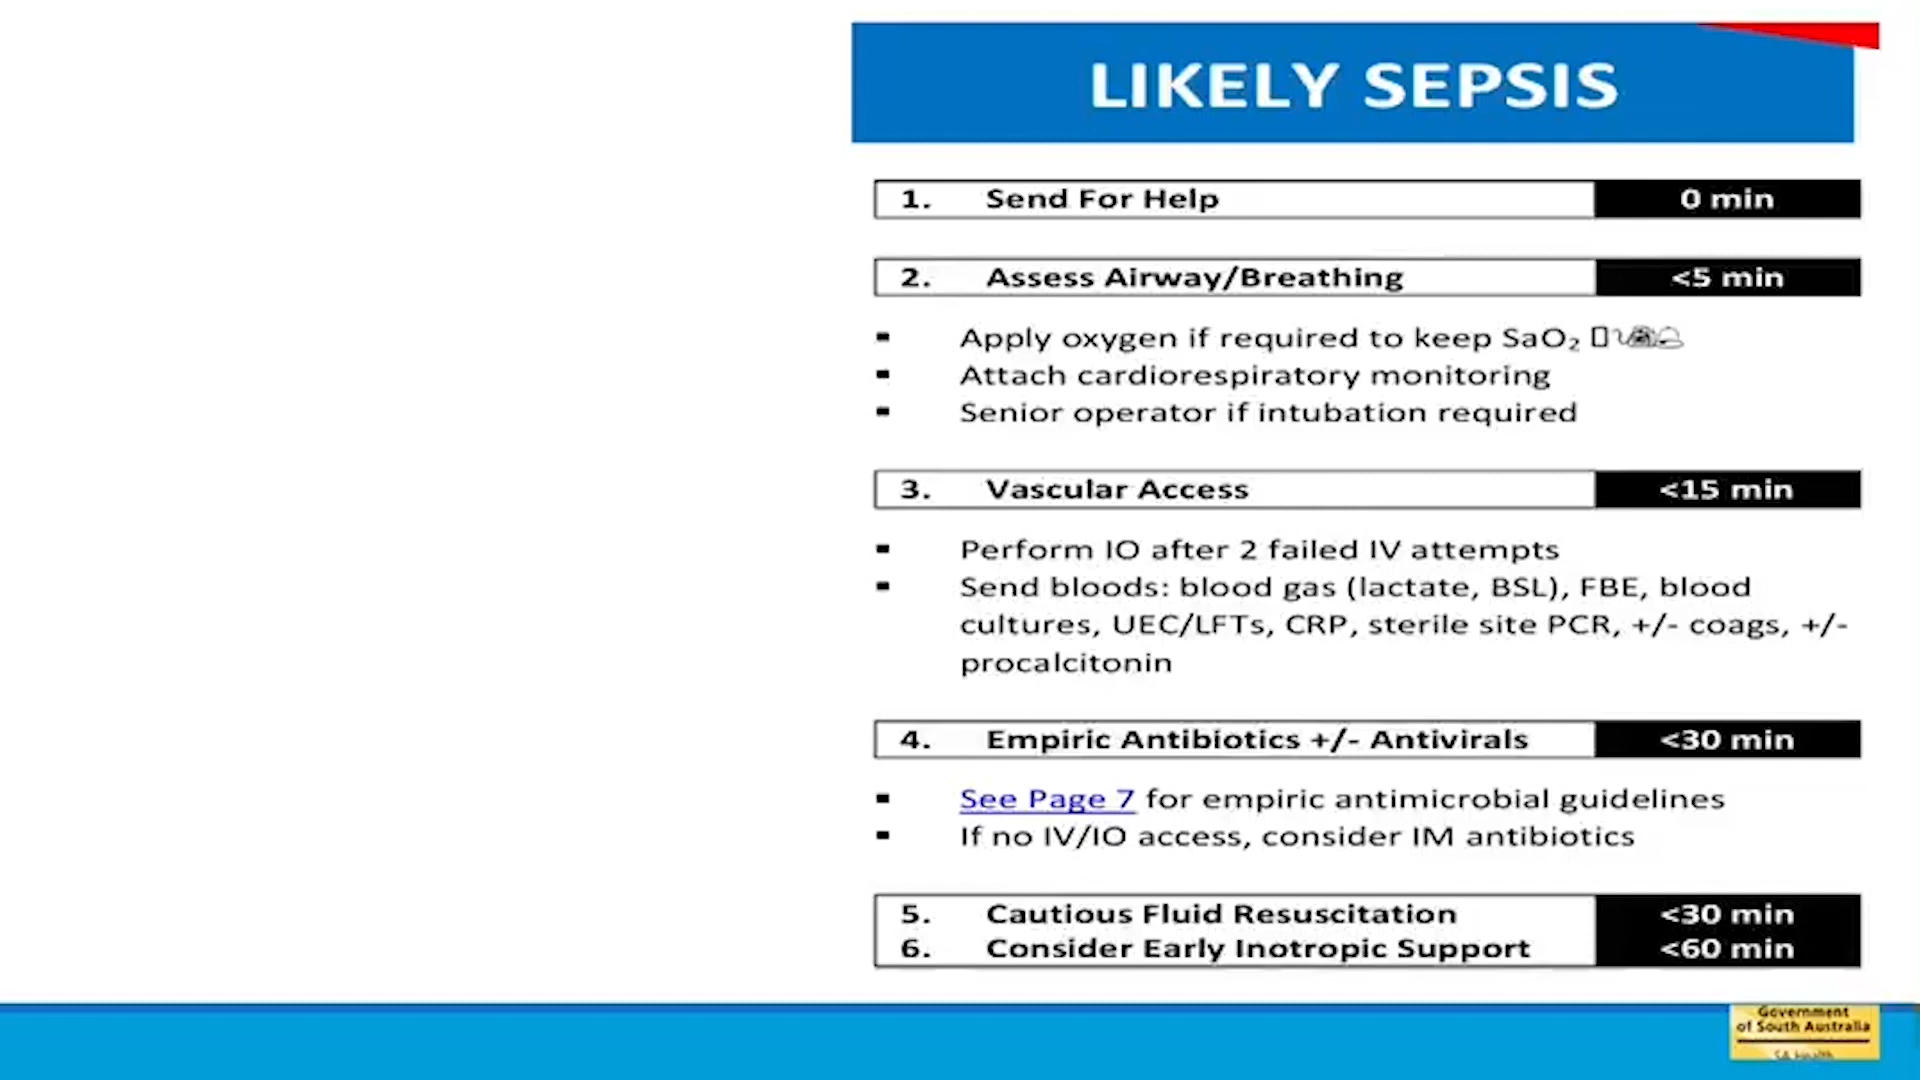 LIKELY SEPSIS
1. Send For Help 0 min
2. Assess Airway/Breathing <5 min
▪ Apply oxygen if required to keep SaO₂
▪ Attach cardiorespiratory monitoring
▪ Senior operator if intubation required
3. Vascular Access <15 min
▪ Perform IO after 2 failed IV attempts
▪ Send bloods: blood gas (lactate, BSL), FBE, blood
cultures, UEC/LFTs, CRP, sterile site PCR, +/- coags, +/-
procalcitonin
4. Empiric Antibiotics +/- Antivirals <30 min
▪ See Page 7 for empiric antimicrobial guidelines
▪ If no IV/IO access, consider IM antibiotics
5. Cautious Fluid Resuscitation <30 min
6. Consider Early Inotropic Support <60 min
Government
of South Australia
SA Health